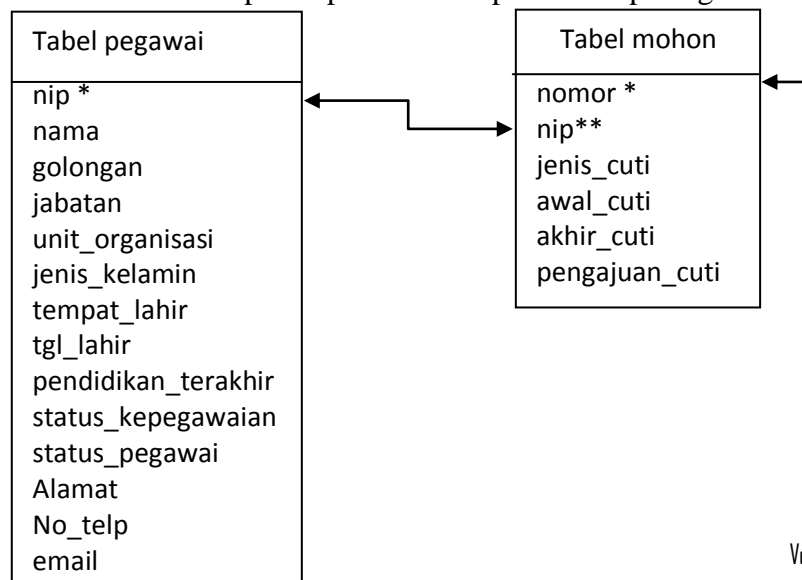 Tabel pegawai
nip *
nama
golongan
jabatan
unit_organisasi
jenis_kelamin
tempat_lahir
tgl_lahir
pendidikan_terakhir
status_kepegawaian
status_pegawai
Alamat
No_telp
email
Tabel mohon
nomor *
nip**
jenis_cuti
awal_cuti
akhir_cuti
pengajuan_cuti